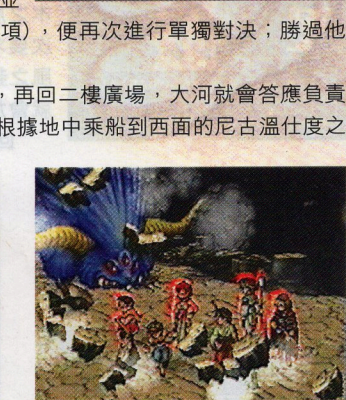 項），便再次進行單獨對決；勝過他
，再回二樓廣場，大河就會答應負責
根據地中乘船到西面的尼古溫仕度之